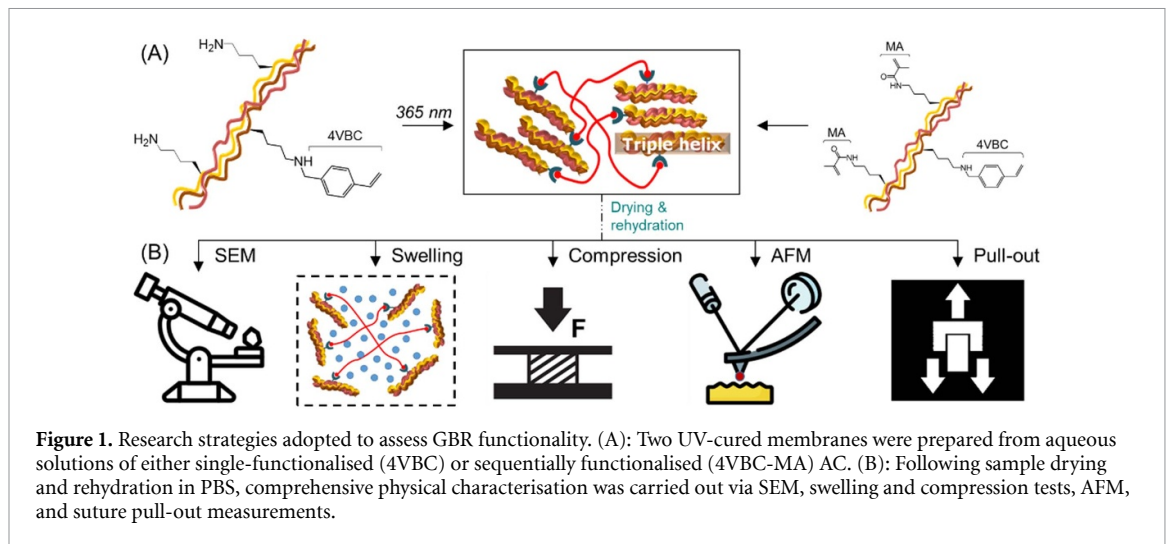 (A)
H₂N
H₂N
4VBC
NH
365 nm
Triple helix
MA
O
HN
MA
O
NH
4VBC
NH
Drying &
rehydration
(B)
SEM
Swelling
Compression
AFM
Pull-out
F
Figure 1. Research strategies adopted to assess GBR functionality. (A): Two UV-cured membranes were prepared from aqueous
solutions of either single-functionalised (4VBC) or sequentially functionalised (4VBC-MA) AC. (B): Following sample drying
and rehydration in PBS, comprehensive physical characterisation was carried out via SEM, swelling and compression tests, AFM,
and suture pull-out measurements.